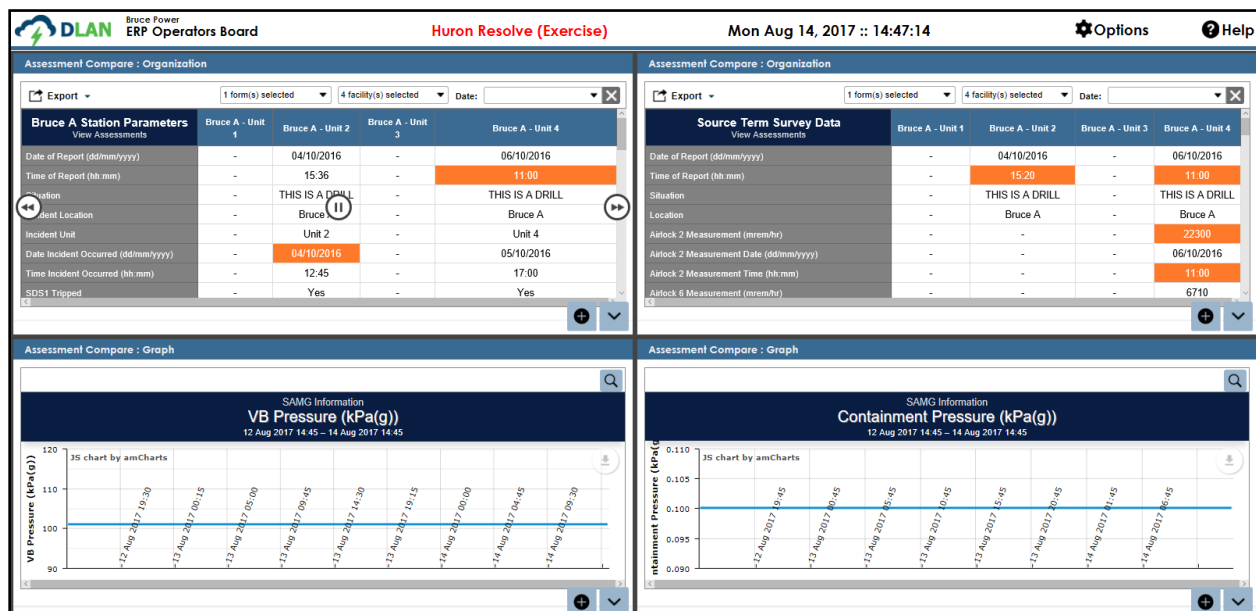 DLAN
Bruce Power
ERP Operators Board
Huron Resolve (Exercise)
Mon Aug 14, 2017 :: 14:47:14
Options
Help
Assessment Compare : Organization
Export
1 form(s) selected
4 facility(s) selected
Date:
Bruce A Station Parameters
View Assessments
Bruce A - Unit 1
Bruce A - Unit 2
Bruce A - Unit 3
Bruce A - Unit 4
Date of Report (dd/mm/yyyy) - 04/10/2016 - 06/10/2016
Time of Report (hh:mm) - 15:36 - 11:00
Situation - THIS IS A DRILL - THIS IS A DRILL
Incident Location - Bruce A - Bruce A
Incident Unit - Unit 2 - Unit 4
Date Incident Occurred (dd/mm/yyyy) - 04/10/2016 - 05/10/2016
Time Incident Occurred (hh:mm) - 12:45 - 17:00
SDS1 Tripped - Yes - Yes
Assessment Compare : Organization
Export
1 form(s) selected
4 facility(s) selected
Date:
Source Term Survey Data
View Assessments
Bruce A - Unit 1
Bruce A - Unit 2
Bruce A - Unit 3
Bruce A - Unit 4
Date of Report (dd/mm/yyyy) - 04/10/2016 - 06/10/2016
Time of Report (hh:mm) - 15:20 - 11:00
Situation - THIS IS A DRILL - THIS IS A DRILL
Location - Bruce A - Bruce A
Airlock 2 Measurement (mrem/hr) - - - 22300
Airlock 2 Measurement Date (dd/mm/yyyy) - - - 06/10/2016
Airlock 2 Measurement Time (hh:mm) - - - 11:00
Airlock 6 Measurement (mrem/hr) - - - 6710
Assessment Compare : Graph
SAMG Information
VB Pressure (kPa(g))
12 Aug 2017 14:45 – 14 Aug 2017 14:45
JS chart by amCharts
VB Pressure (kPa(g))
120
110
100
90
12 Aug 2017 19:30
13 Aug 2017 00:15
13 Aug 2017 05:00
13 Aug 2017 09:45
13 Aug 2017 14:30
13 Aug 2017 19:15
14 Aug 2017 00:00
14 Aug 2017 04:45
14 Aug 2017 09:30
Assessment Compare : Graph
SAMG Information
Containment Pressure (kPa(g))
12 Aug 2017 14:45 – 14 Aug 2017 14:45
JS chart by amCharts
ntainment Pressure (kPa(g
0.110
0.105
0.100
0.095
0.090
12 Aug 2017 19:45
13 Aug 2017 00:45
13 Aug 2017 05:45
13 Aug 2017 10:45
13 Aug 2017 15:45
13 Aug 2017 20:45
14 Aug 2017 01:45
14 Aug 2017 06:45